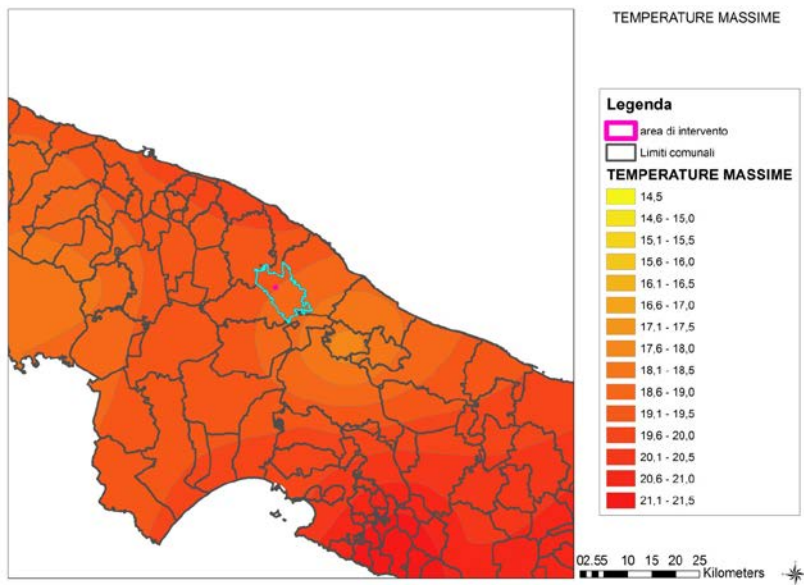 TEMPERATURE MASSIME
Legenda
area di intervento
Limiti comunali
TEMPERATURE MASSIME
14,5
14,6 - 15,0
15,1 - 15,5
15,6 - 16,0
16,1 - 16,5
16,6 - 17,0
17,1 - 17,5
17,6 - 18,0
18,1 - 18,5
18,6 - 19,0
19,1 - 19,5
19,6 - 20,0
20,1 - 20,5
20,6 - 21,0
21,1 - 21,5
02.55 10 15 20 25
Kilometers